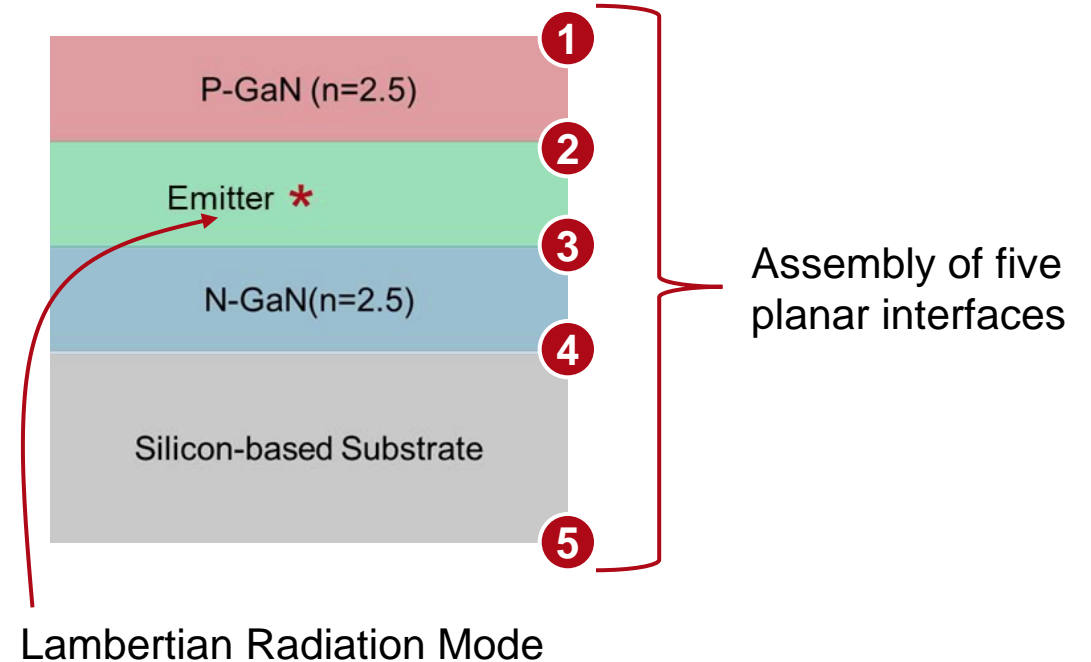 1
P-GaN (n=2.5)
2
Emitter *
3
N-GaN(n=2.5)
4
Silicon-based Substrate
5
Assembly of five
planar interfaces
Lambertian Radiation Mode